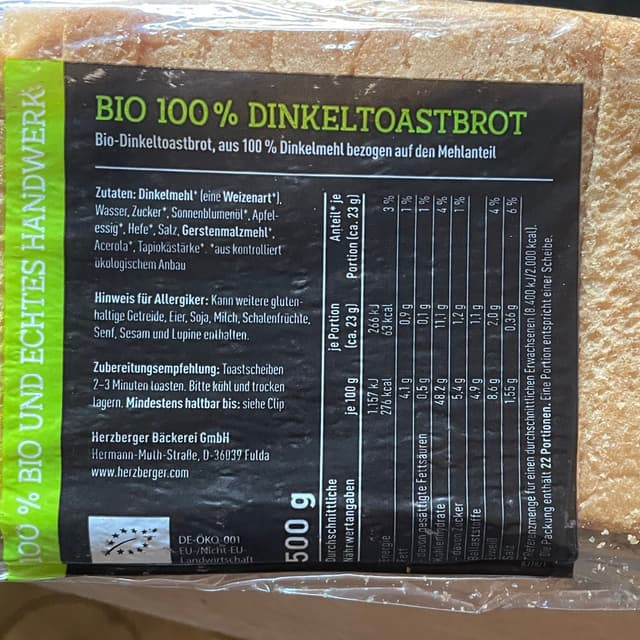 100 % BIO UND ECHTES HANDWERK
BIO 100 % DINKELTOASTBROT
Bio-Dinkeltoastbrot, aus 100 % Dinkelmehl bezogen auf den Mehlanteil
Zutaten: Dinkelmehl* (eine Weizenart*),
Wasser, Zucker*, Sonnenblumenöl*, Apfel-
essig*, Hefe*, Salz, Gerstenmalzmehl*,
Acerola*, Tapiokastärke*. *aus kontrolliert
ökologischem Anbau
Hinweis für Allergiker: Kann weitere gluten-
haltige Getreide, Eier, Soja, Milch, Schalenfrüchte,
Senf, Sesam und Lupine enthalten.
Zubereitungsempfehlung: Toastscheiben
2–3 Minuten toasten. Bitte kühl und trocken
lagern. Mindestens haltbar bis: siehe Clip
Herzberger Bäckerei GmbH
Hermann-Muth-Straße, D-36039 Fulda
www.herzberger.com
DE-ÖKO-001
EU-/Nicht-EU-
Landwirtschaft
500 g
Durchschnittliche
Nährwertangaben je 100 g je Portion (ca. 23 g) Anteil* je Portion (ca. 23 g)
Energie 1.157 kJ 266 kJ
276 kcal 63 kcal 3 %
Fett 4,1 g 0,9 g 1 %
davon gesättigte Fettsäuren 0,5 g 0,1 g 1 %
Kohlenhydrate 48,2 g 11,1 g 4 %
davon Zucker 5,4 g 1,2 g 1 %
Ballaststoffe 4,9 g 1,1 g
Eiweiß 8,6 g 2,0 g 4 %
Salz 1,55 g 0,36 g 6 %
*Referenzmenge für einen durchschnittlichen Erwachsenen (8.400 kJ/2.000 kcal).
Die Packung enthält 22 Portionen. Eine Portion entspricht einer Scheibe.